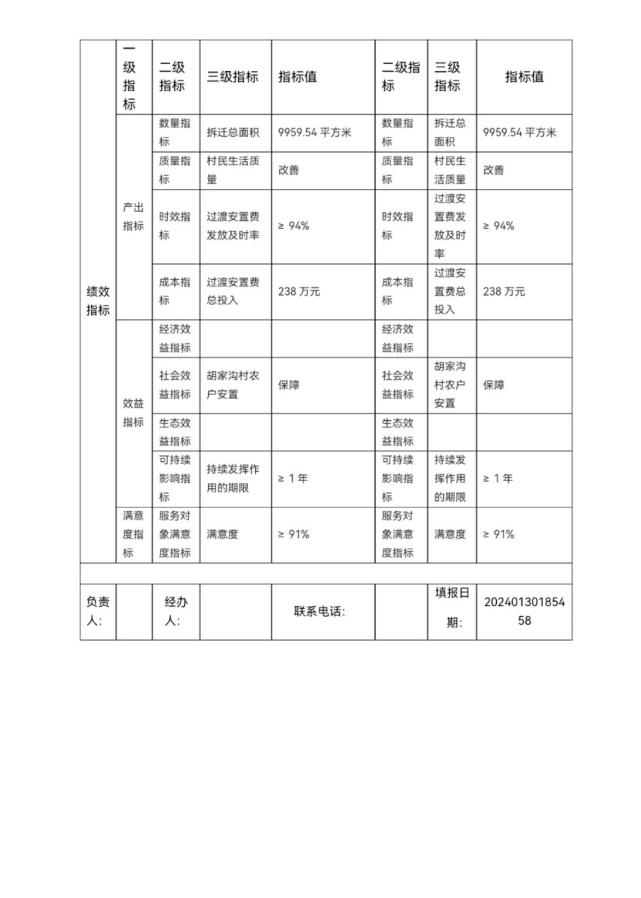 一级指标 二级指标 三级指标 指标值 二级指标 三级指标 指标值
绩效指标
产出指标
数量指标 拆迁总面积 9959.54 平方米 数量指标 拆迁总面积 9959.54 平方米
质量指标 村民生活质量 改善 质量指标 村民生活质量 改善
时效指标 过渡安置费发放及时率 ≥ 94% 时效指标 过渡安置费发放及时率 ≥ 94%
成本指标 过渡安置费总投入 238 万元 成本指标 过渡安置费总投入 238 万元
效益指标
经济效益指标 经济效益指标
社会效益指标 胡家沟村农户安置 保障 社会效益指标 胡家沟村农户安置 保障
生态效益指标 生态效益指标
可持续影响指标 持续发挥作用的期限 ≥ 1 年 可持续影响指标 持续发挥作用的期限 ≥ 1 年
满意度指标 服务对象满意度指标 满意度 ≥ 91% 服务对象满意度指标 满意度 ≥ 91%
负责人: 经办人: 联系电话: 填报日期: 20240130185458